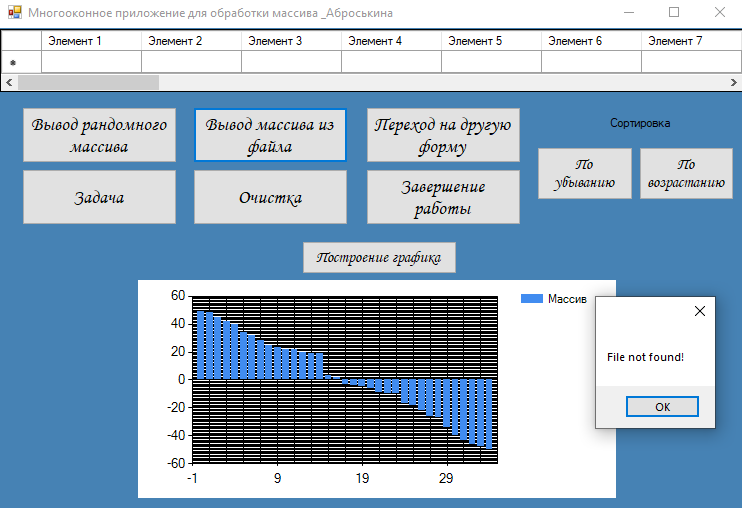 Многооконное приложение для обработки массива _Аброськина
Элемент 1 Элемент 2 Элемент 3 Элемент 4 Элемент 5 Элемент 6 Элемент 7
Вывод рандомного
массива
Вывод массива из
файла
Переход на другую
форму
Сортировка
По
убыванию
По
возрастанию
Задача
Очистка
Завершение
работы
Построение графика
60
40
20
0
-20
-40
-60
-1 9 19 29
Массив
File not found!
OK